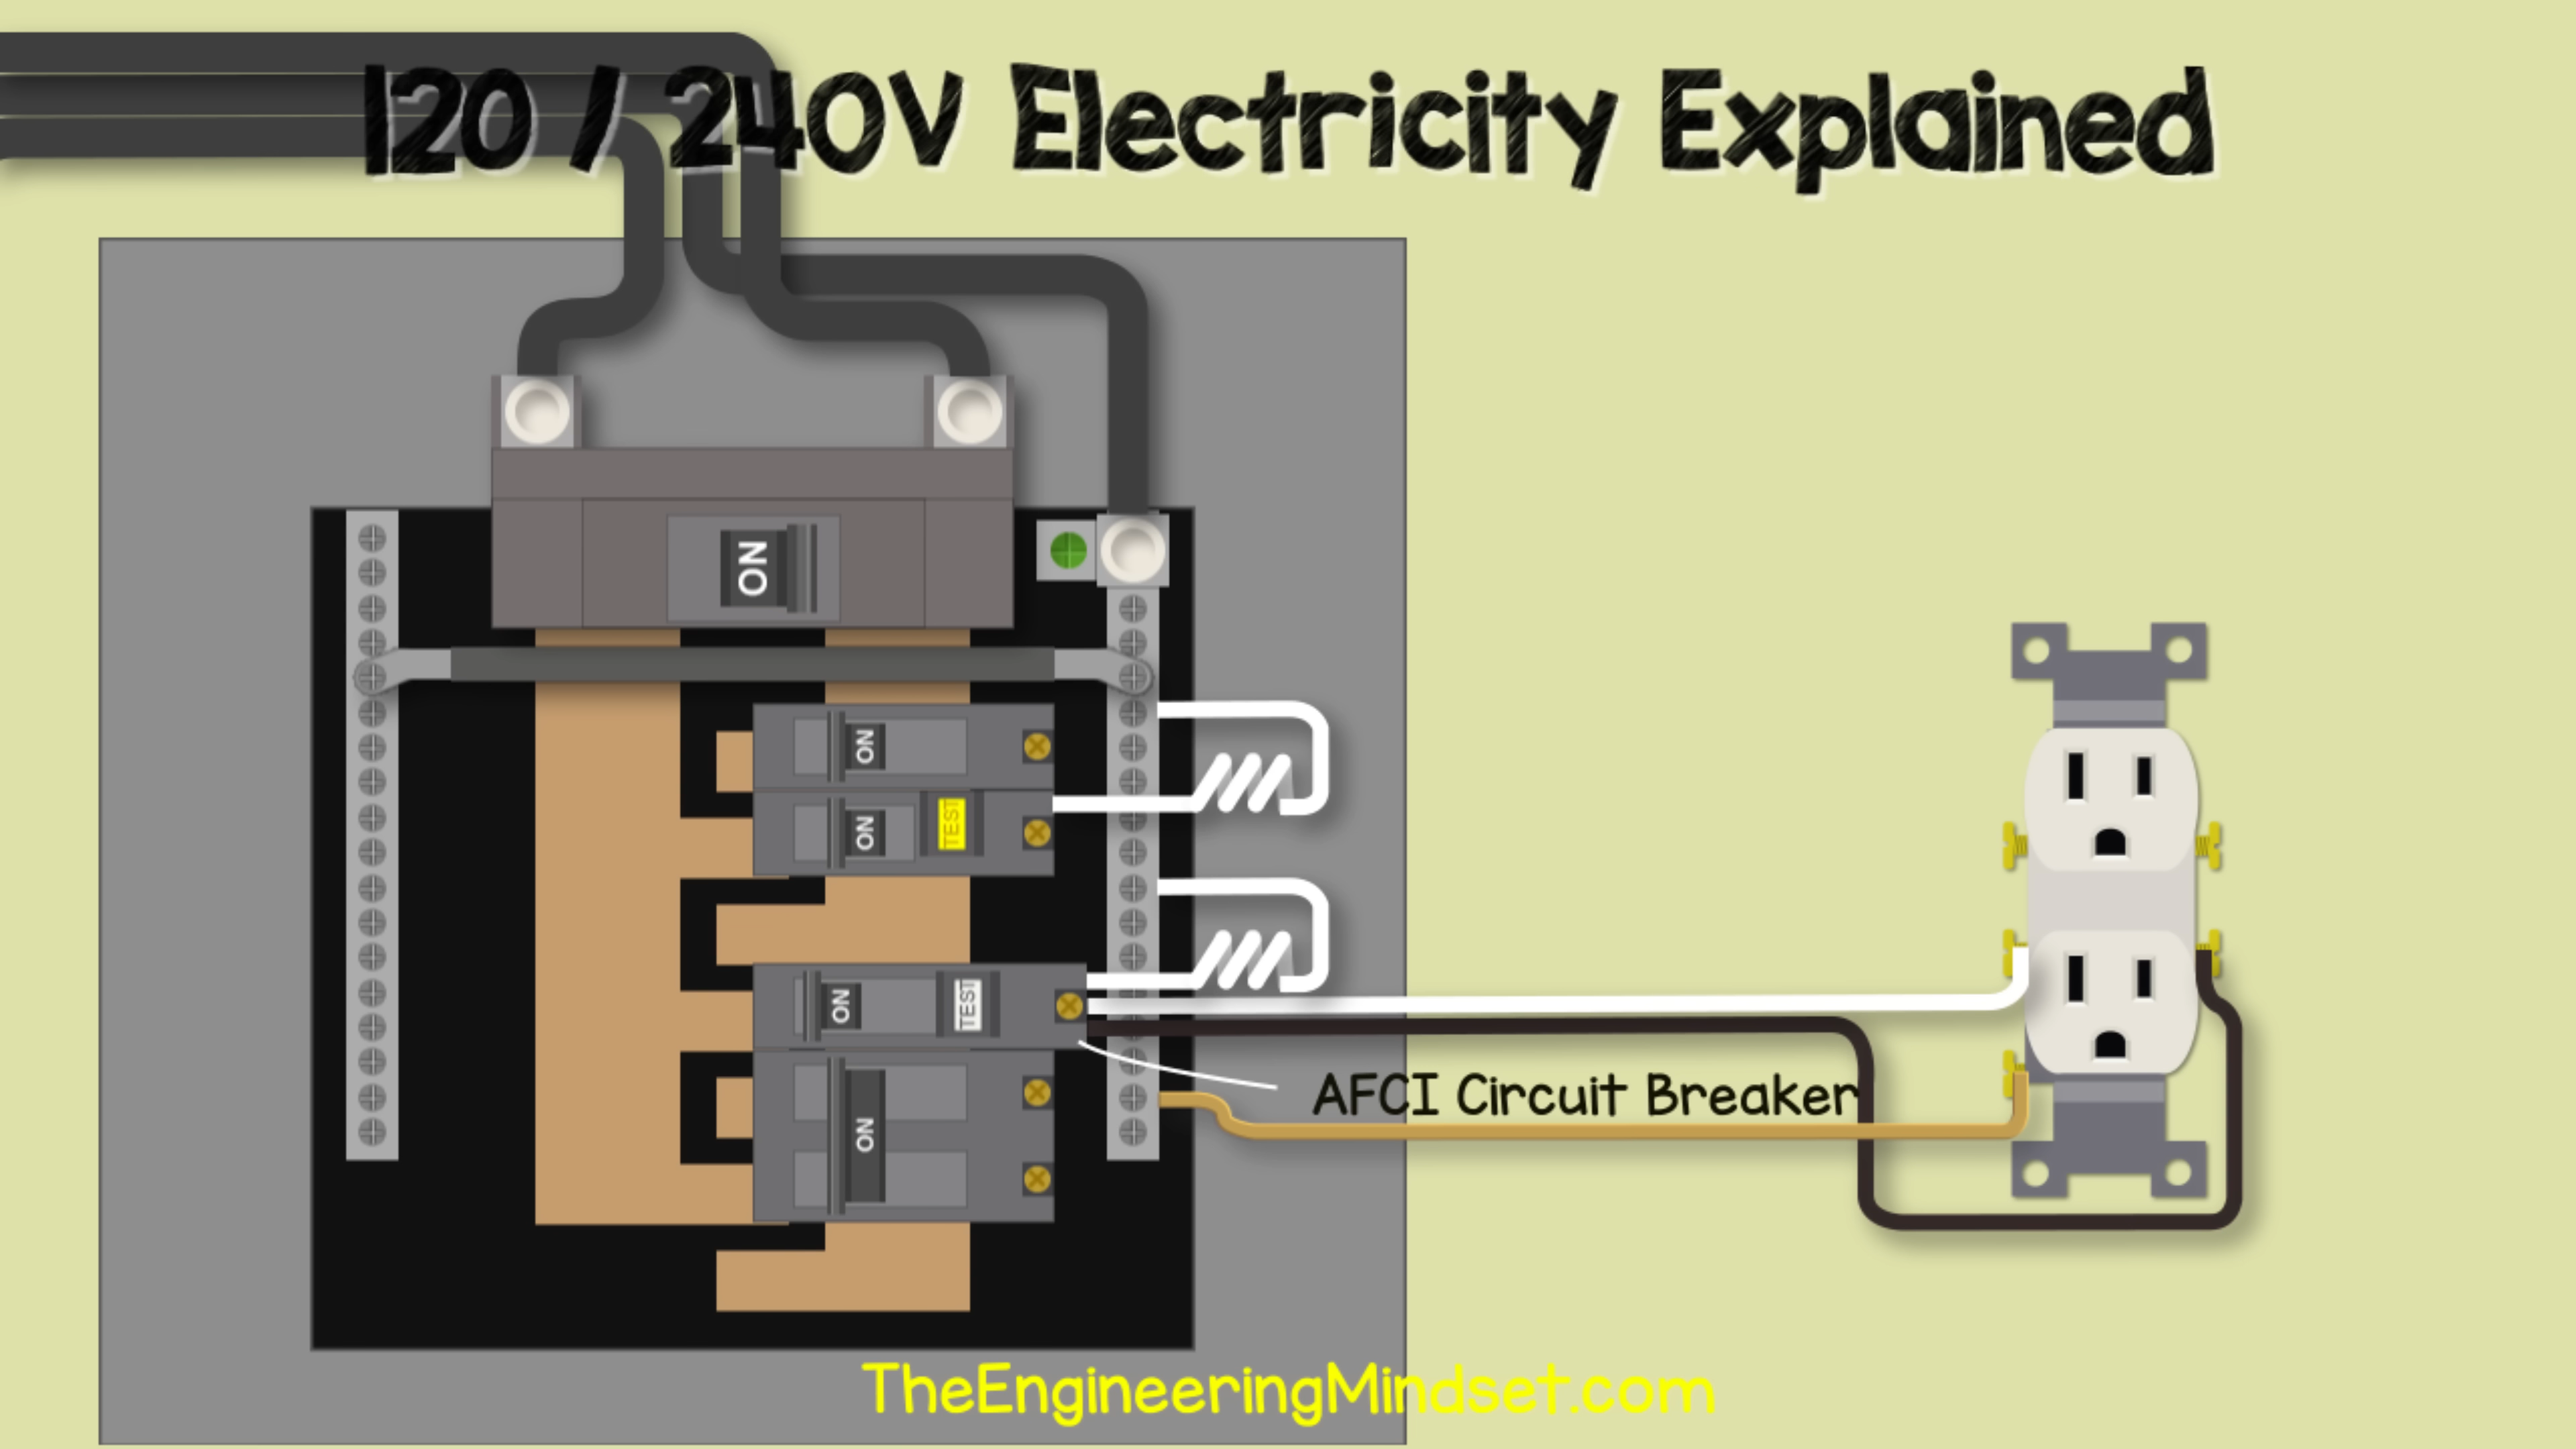 120 / 240V Electricity Explained
ON
ON
ON
TEST
ON
TEST
AFCI Circuit Breaker
ON
TheEngineeringMindset.com